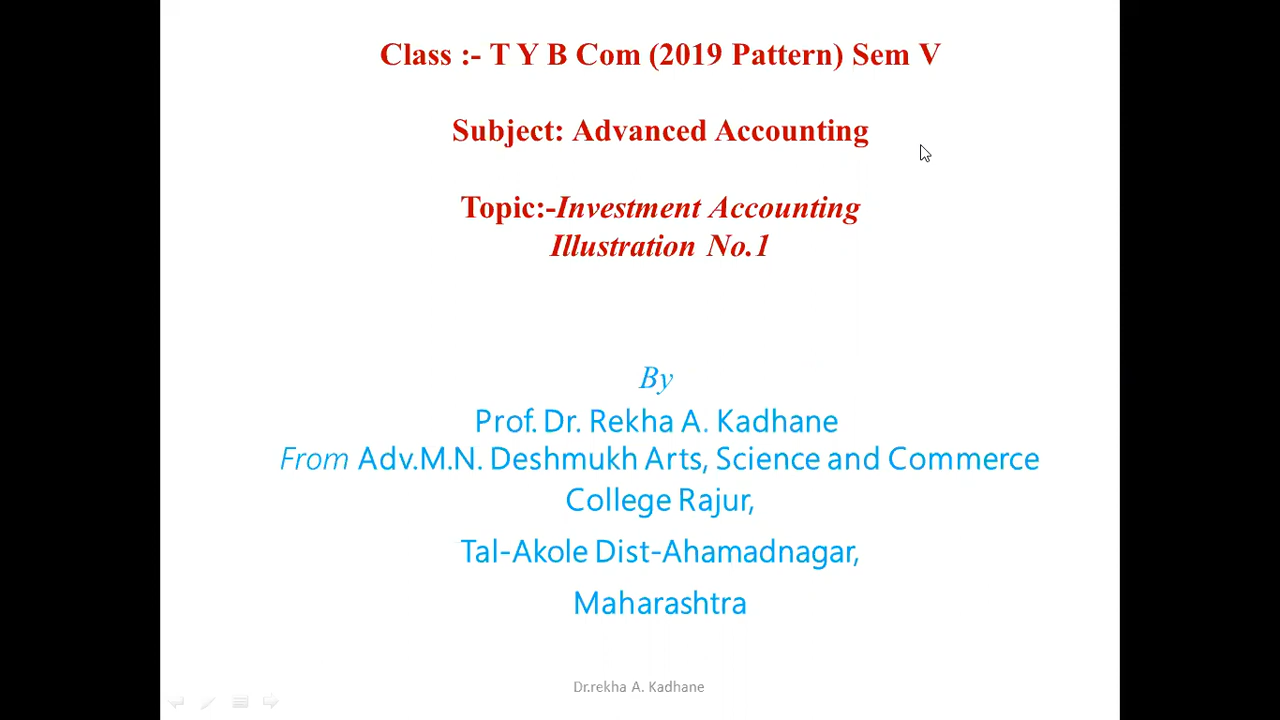 Class :- T Y B Com (2019 Pattern) Sem V
Subject: Advanced Accounting
Topic:-Investment Accounting
Illustration No.1
By
Prof. Dr. Rekha A. Kadhane
From Adv.M.N. Deshmukh Arts, Science and Commerce
College Rajur,
Tal-Akole Dist-Ahamadnagar,
Maharashtra
Dr.rekha A. Kadhane